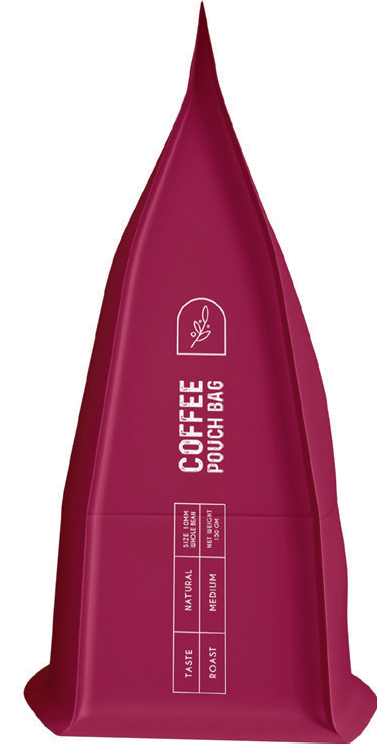 COFFEE
POUCH BAG
TASTE
NATURAL
SIZE 10MM
WHOLE BEAN
ROAST
MEDIUM
NET WEIGHT
150 GM